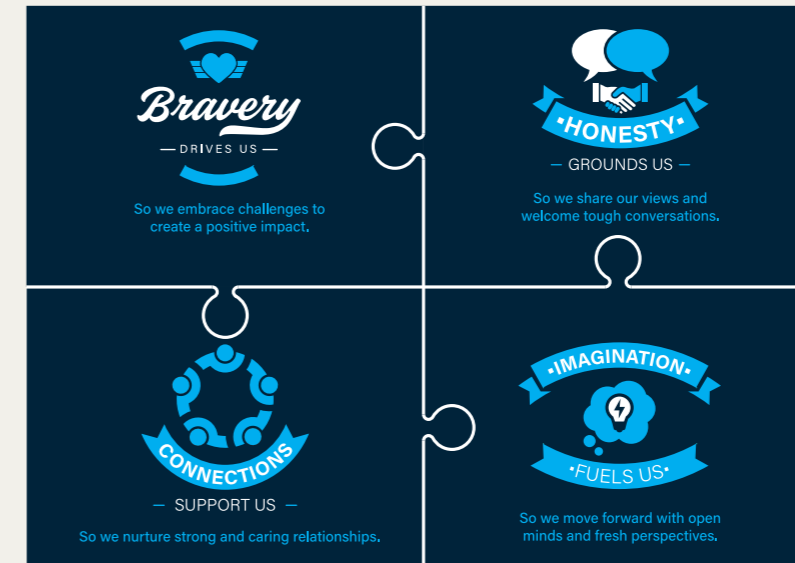 Bravery
— DRIVES US —
So we embrace challenges to
create a positive impact.
•HONESTY•
— GROUNDS US —
So we share our views and
welcome tough conversations.
CONNECTIONS
— SUPPORT US —
So we nurture strong and caring relationships.
•IMAGINATION•
•FUELS US•
So we move forward with open
minds and fresh perspectives.